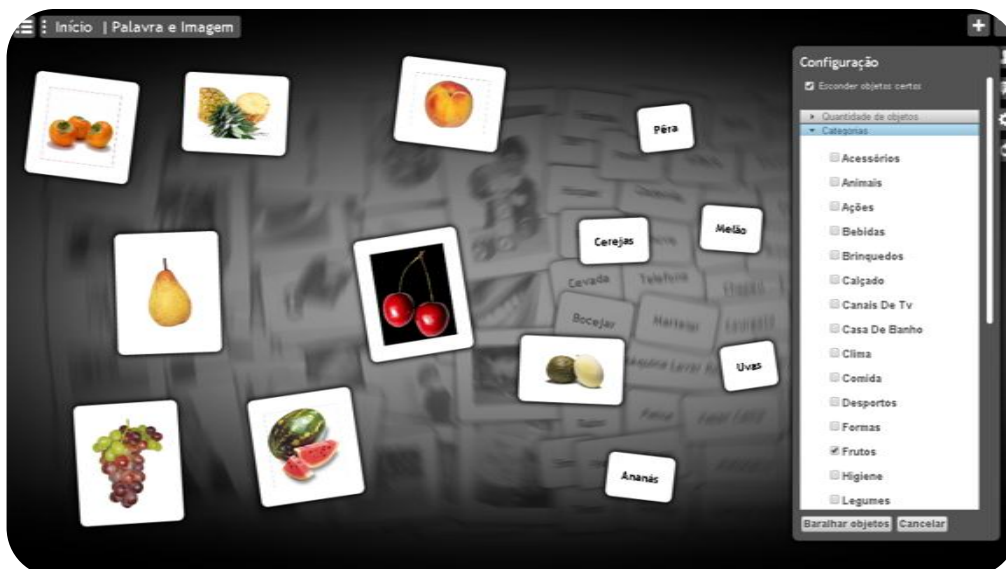 Início | Palavra e Imagem
Configuração
Esconder objetos certos
Quantidade de objetos
Categorias
Acessórios
Animais
Ações
Bebidas
Brinquedos
Calçado
Canais De Tv
Casa De Banho
Clima
Comida
Desportos
Formas
Frutos
Higiene
Legumes
Baralhar objetos
Cancelar
Pêra
Cerejas
Melão
Uvas
Ananás
Cevada
Telefone
Bocejar
Martelar